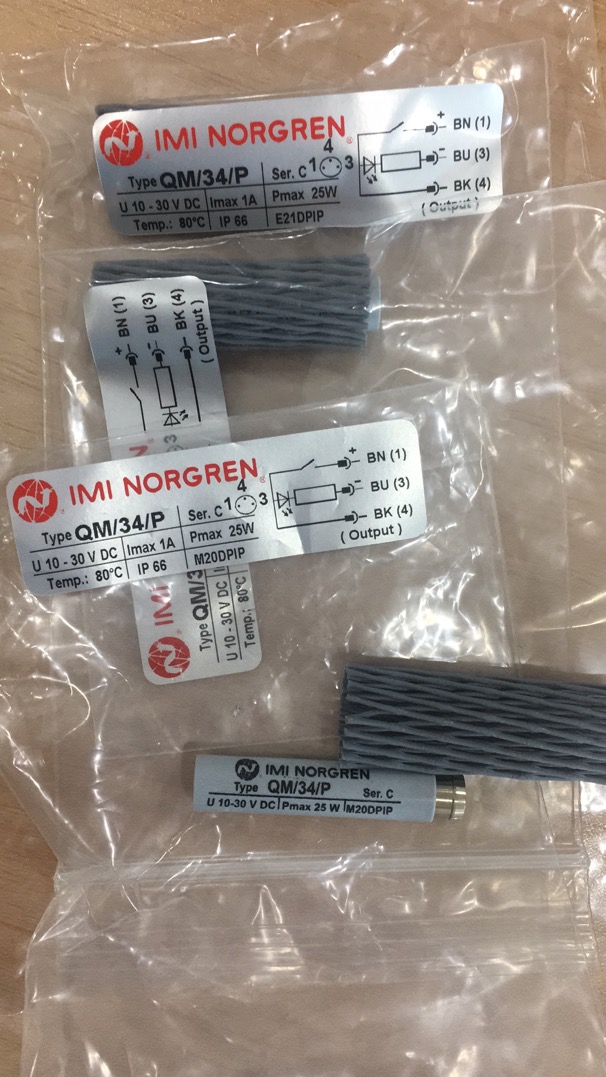 IMI NORGREN
Type QM/34/P Ser. C
U 10 - 30 V DC Imax 1A Pmax 25W
Temp.: 80°C IP 66 E21DPIP
4
1 3
+ BN (1)
- BU (3)
BK (4)
( Output )
+ BN (1)
- BU (3)
BK (4)
( Output )
3
IMI NORGREN
Type QM/34/P Ser. C
U 10 - 30 V DC Imax 1A Pmax 25W
Temp.: 80°C IP 66 M20DPIP
4
1 3
+ BN (1)
- BU (3)
BK (4)
( Output )
IMI
Type QM/3
U 10 - 30 V DC
Temp.: 80°C
IMI NORGREN
Type QM/34/P Ser. C
U 10-30 V DC Pmax 25 W M20DPIP